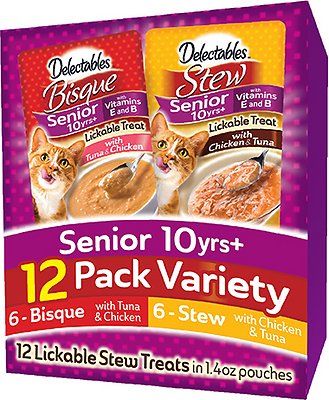 Delectables
Bisque
Senior
10yrs+
with
Vitamins
E and B
Lickable Treat
with
Tuna & Chicken
Delectables
Stew
Senior
10yrs+
with
Vitamins
E and B
Lickable Treat
with
Chicken & Tuna
Senior 10yrs+
12 Pack Variety
6 - Bisque with Tuna & Chicken
6 - Stew with Chicken & Tuna
12 Lickable Stew Treats in 1.4oz pouches